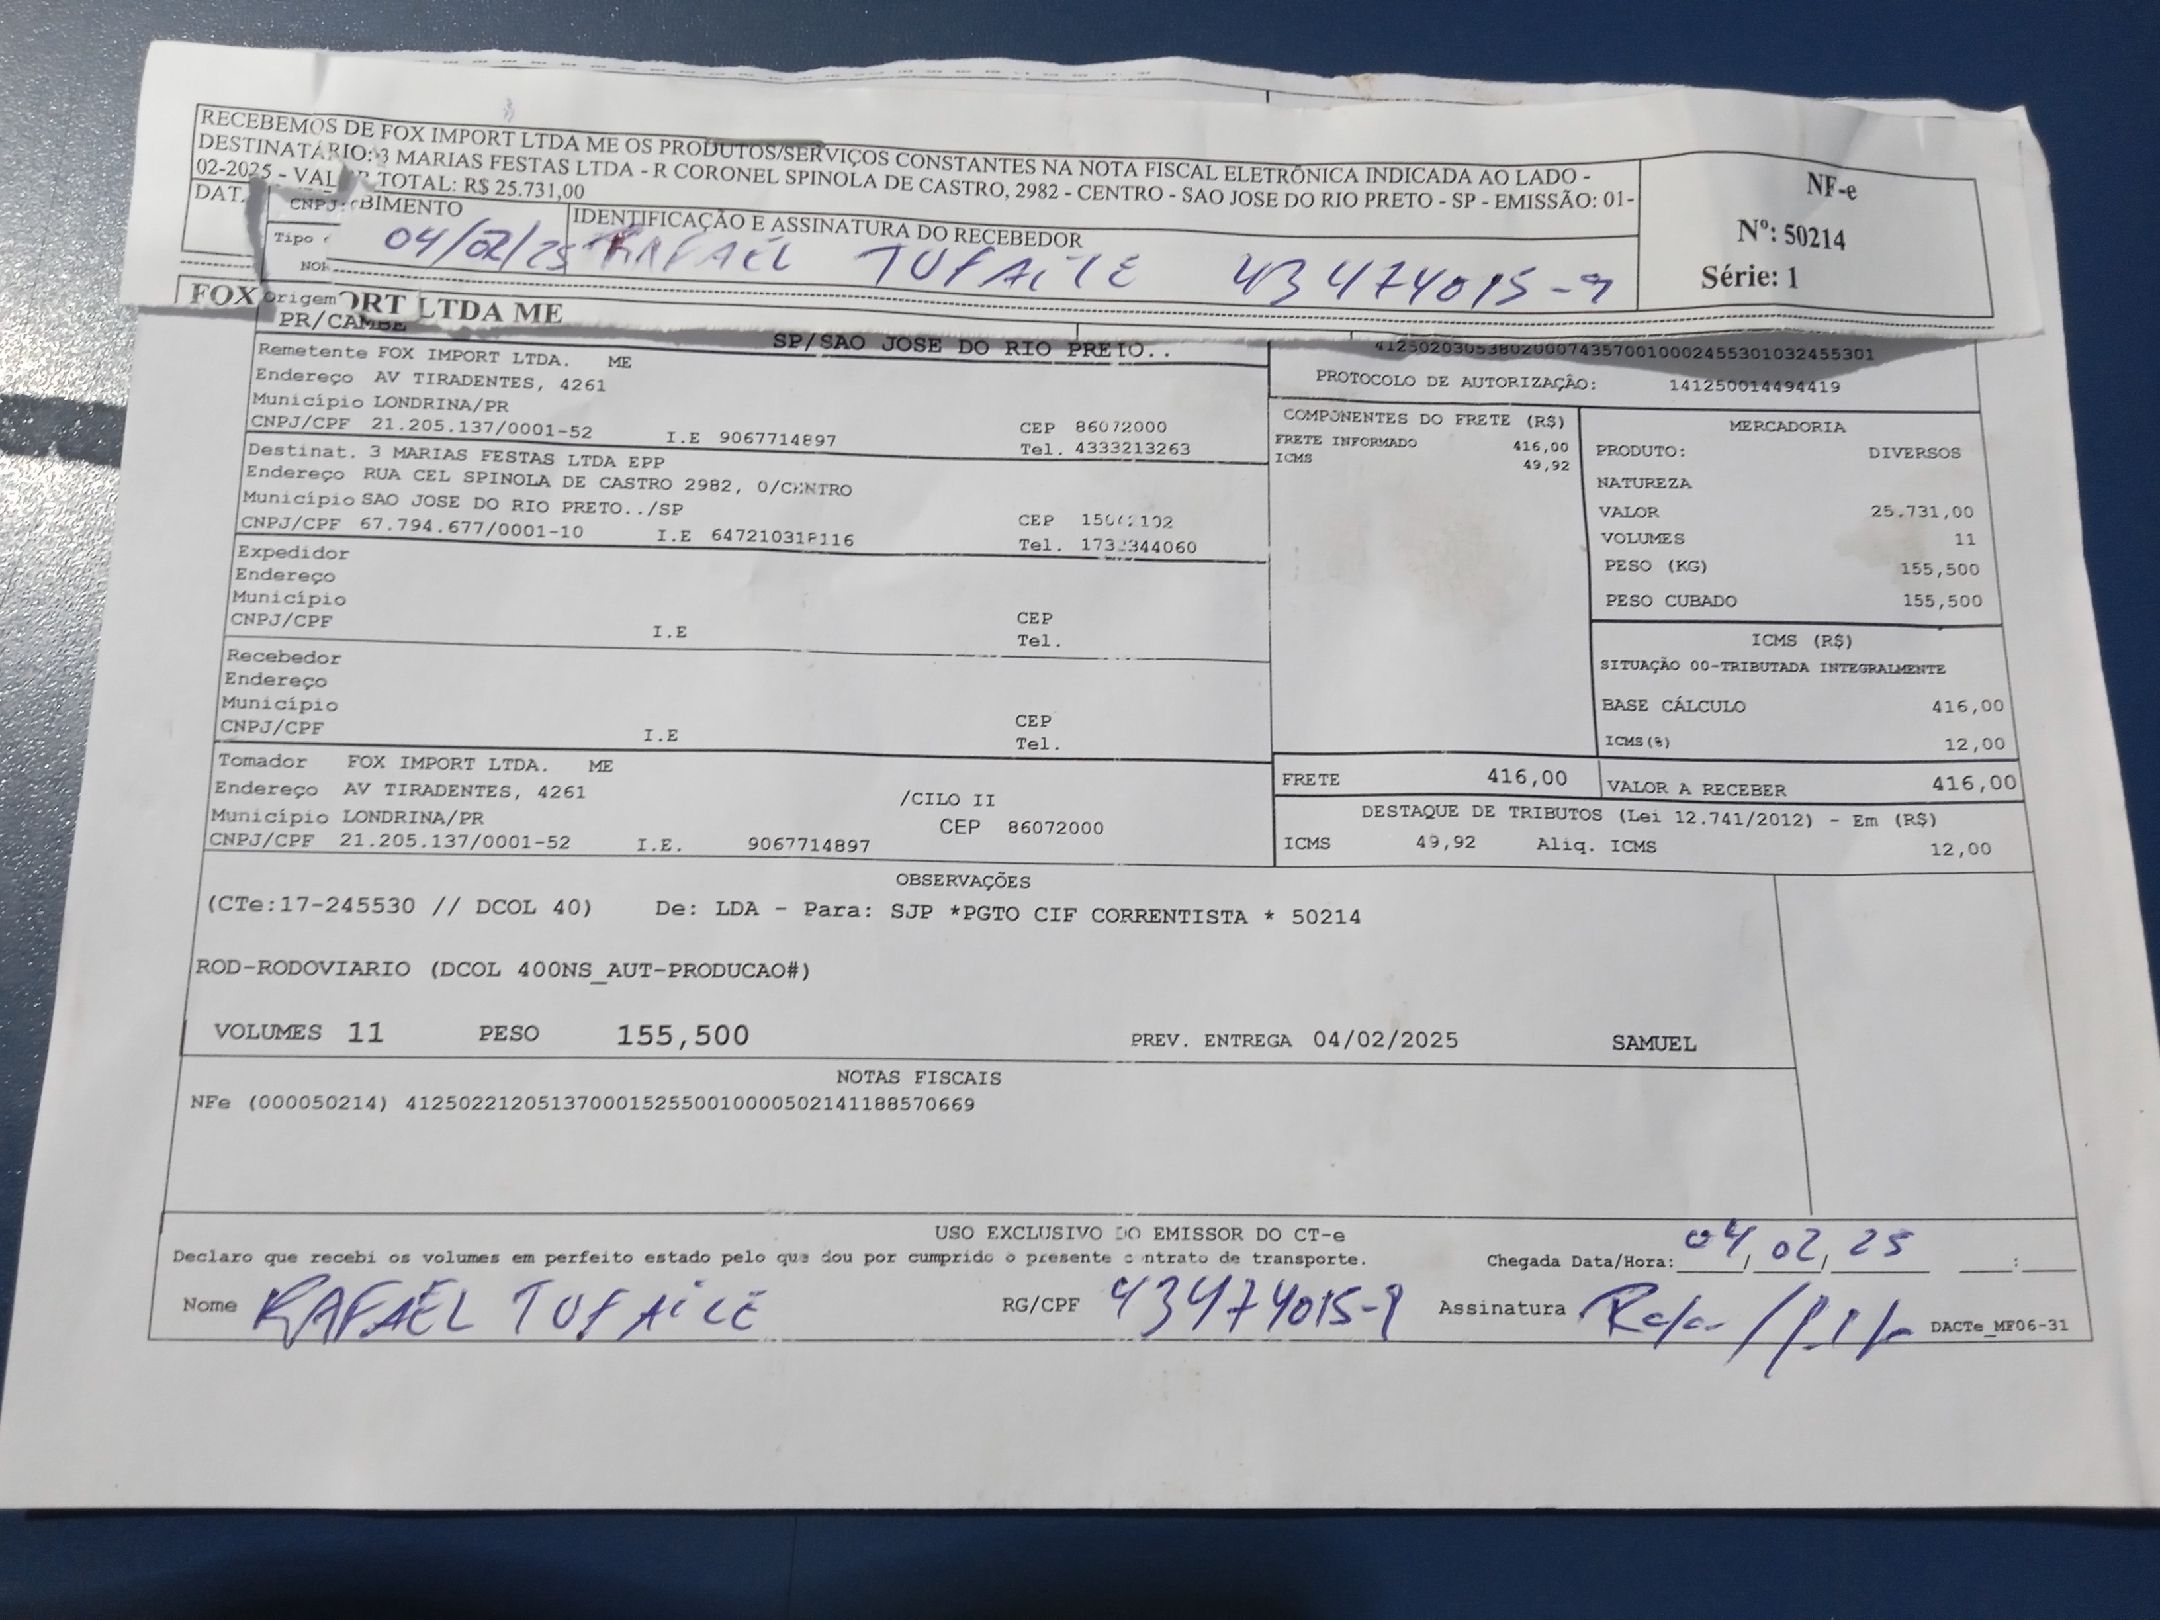 RECEBEMOS DE FOX IMPORT LTDA ME OS PRODUTOS/SERVIÇOS CONSTANTES NA NOTA FISCAL ELETRÔNICA INDICADA AO LADO -
DESTINATÁRIO: 3 MARIAS FESTAS LTDA - R CORONEL SPINOLA DE CASTRO, 2982 - CENTRO - SAO JOSE DO RIO PRETO - SP - EMISSÃO: 01-
02-2025 - VALOR TOTAL: R$ 25.731,00
NF-e
Nº: 50214
Série: 1
DAT. CNPJ: BIMENTO
IDENTIFICAÇÃO E ASSINATURA DO RECEBEDOR
Tipo 04/02/25 RAFAEL TUFAILE 43474015-9
FOX ORT LTDA ME
Origem
PR/CAMBE
SP/SAO JOSE DO RIO PRETO..
41250203053802000743570010002455301032455301
Remetente FOX IMPORT LTDA. ME
Endereço AV TIRADENTES, 4261
Município LONDRINA/PR
CNPJ/CPF 21.205.137/0001-52 I.E 9067714897
CEP 86072000
Tel. 4333213263
PROTOCOLO DE AUTORIZAÇÃO: 141250014494419
Destinat. 3 MARIAS FESTAS LTDA EPP
Endereço RUA CEL SPINOLA DE CASTRO 2982, 0/CENTRO
Município SAO JOSE DO RIO PRETO../SP
CNPJ/CPF 67.794.677/0001-10 I.E 647210318116
CEP
Tel.
Expedidor
Endereço
Município
CNPJ/CPF I.E
CEP
Tel.
Recebedor
Endereço
Município
CNPJ/CPF I.E
CEP
Tel.
Tomador FOX IMPORT LTDA. ME
Endereço AV TIRADENTES, 4261 /CILO II
Município LONDRINA/PR CEP 86072000
CNPJ/CPF 21.205.137/0001-52 I.E. 9067714897
COMPONENTES DO FRETE (R$)
FRETE INFORMADO 416,00
ICMS 49,92
MERCADORIA
PRODUTO: DIVERSOS
NATUREZA
VALOR 25.731,00
VOLUMES 11
PESO (KG) 155,500
PESO CUBADO 155,500
ICMS (R$)
SITUAÇÃO 00-TRIBUTADA INTEGRALMENTE
BASE CÁLCULO 416,00
ICMS(%) 12,00
FRETE 416,00 VALOR A RECEBER 416,00
DESTAQUE DE TRIBUTOS (Lei 12.741/2012) - Em (R$)
ICMS 49,92 Aliq. ICMS 12,00
OBSERVAÇÕES
(CTe:17-245530 // DCOL 40) De: LDA - Para: SJP *PGTO CIF CORRENTISTA * 50214
ROD-RODOVIARIO (DCOL 400NS_AUT-PRODUCAO#)
VOLUMES 11 PESO 155,500 PREV. ENTREGA 04/02/2025 SAMUEL
NOTAS FISCAIS
NFe (000050214) 41250221205137000152550010000502141188570669
USO EXCLUSIVO DO EMISSOR DO CT-e
Declaro que recebi os volumes em perfeito estado pelo que dou por cumprido o presente contrato de transporte. Chegada Data/Hora: 04/02/25 :
Nome RAFAEL TUFAILE RG/CPF 43474015-9 Assinatura
DACTe_MF06-31